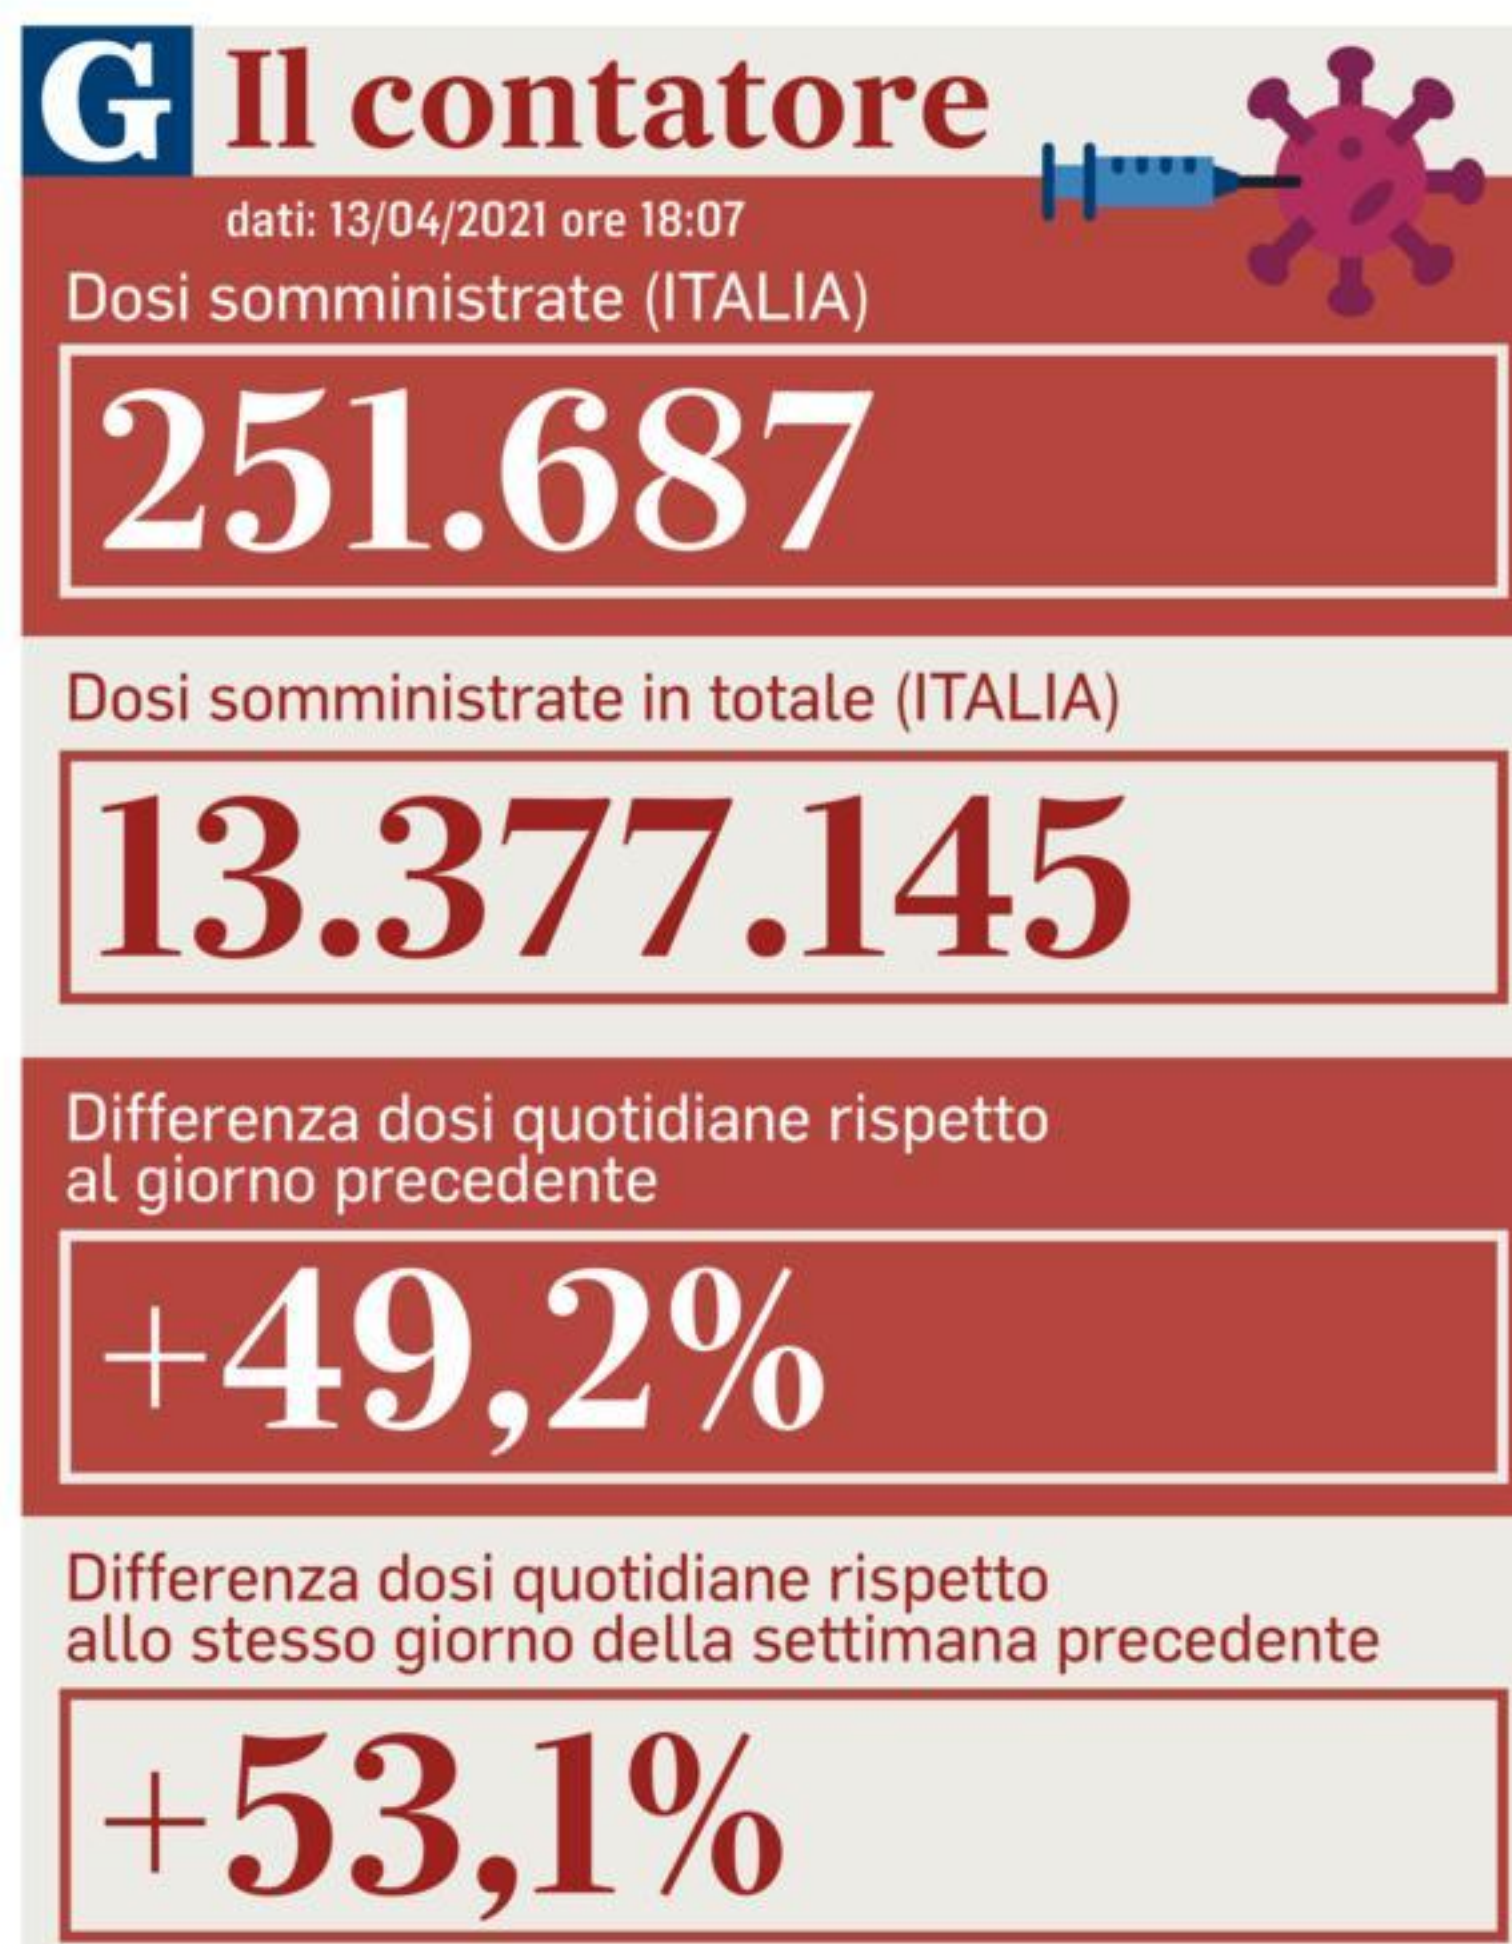 G Il contatore
dati: 13/04/2021 ore 18:07
Dosi somministrate (ITALIA)
251.687
Dosi somministrate in totale (ITALIA)
13.377.145
Differenza dosi quotidiane rispetto
al giorno precedente
+49,2%
Differenza dosi quotidiane rispetto
allo stesso giorno della settimana precedente
+53,1%